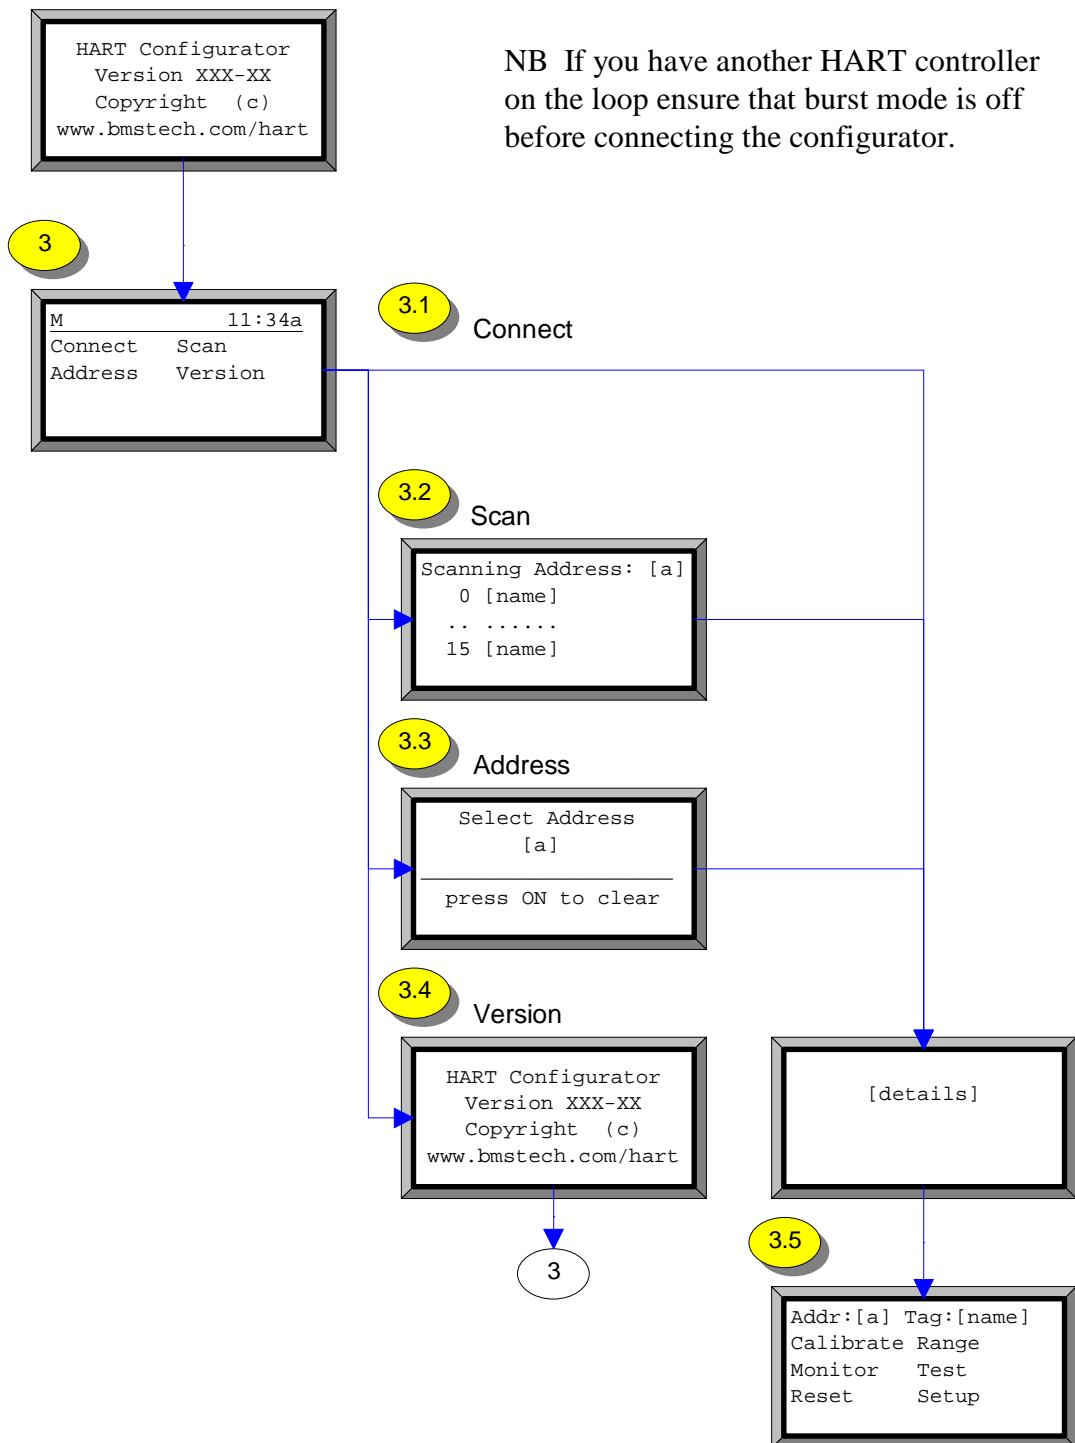 HART Configurator
Version XXX-XX
Copyright (c)
www.bmstech.com/hart
NB If you have another HART controller
on the loop ensure that burst mode is off
before connecting the configurator.
3
M 11:34a
Connect Scan
Address Version
3.1
Connect
3.2
Scan
Scanning Address: [a]
0 [name]
.. ......
15 [name]
3.3
Address
Select Address
[a]
press ON to clear
3.4
Version
HART Configurator
Version XXX-XX
Copyright (c)
www.bmstech.com/hart
3
[details]
3.5
Addr:[a] Tag:[name]
Calibrate Range
Monitor Test
Reset Setup